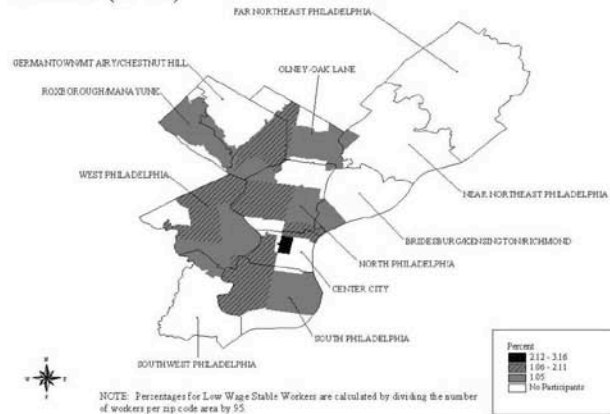 FAR NORTHEAST PHILADELPHIA
GERMANTOWN/MT AIRY/CHESTNUT HILL
OLNEY-OAK LANE
ROXBOROUGH/MANAYUNK
WEST PHILADELPHIA
NEAR NORTHEAST PHILADELPHIA
BRIDESBURG/KENSINGTON/RICHMOND
NORTH PHILADELPHIA
CENTER CITY
SOUTH PHILADELPHIA
SOUTHWEST PHILADELPHIA
Percent
2.12 - 3.16
1.06 - 2.11
1.05
No Participants
N
W E
S
NOTE: Percentages for Low Wage Stable Workers are calculated by dividing the number
of workers per zip code area by 95.